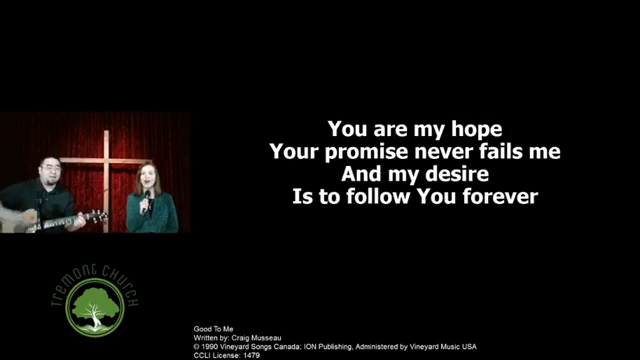 You are my hope
Your promise never fails me
And my desire
Is to follow You forever
TREMONT CHURCH
Good To Me
Written by: Craig Musseau
© 1990 Vineyard Songs Canada; ION Publishing, Administered by Vineyard Music USA
CCLI License: 1479